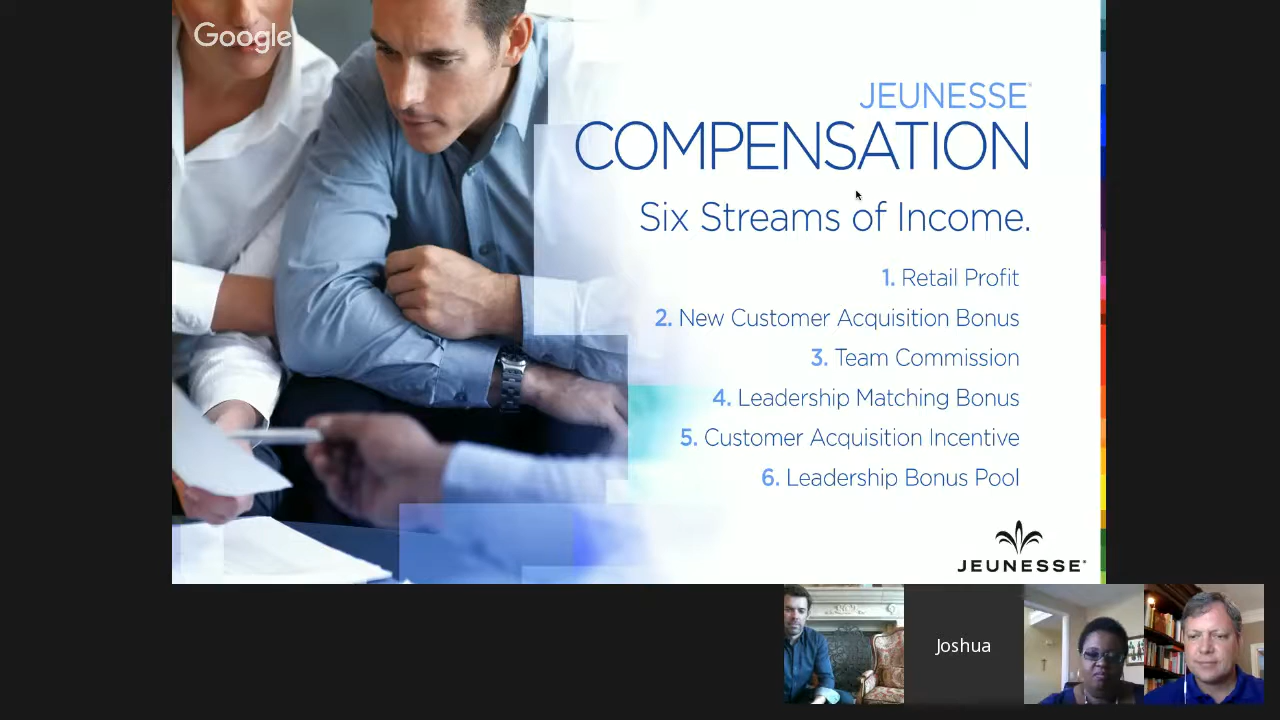 Google
JEUNESSE®
COMPENSATION
Six Streams of Income.
1. Retail Profit
2. New Customer Acquisition Bonus
3. Team Commission
4. Leadership Matching Bonus
5. Customer Acquisition Incentive
6. Leadership Bonus Pool
JEUNESSE®
Joshua